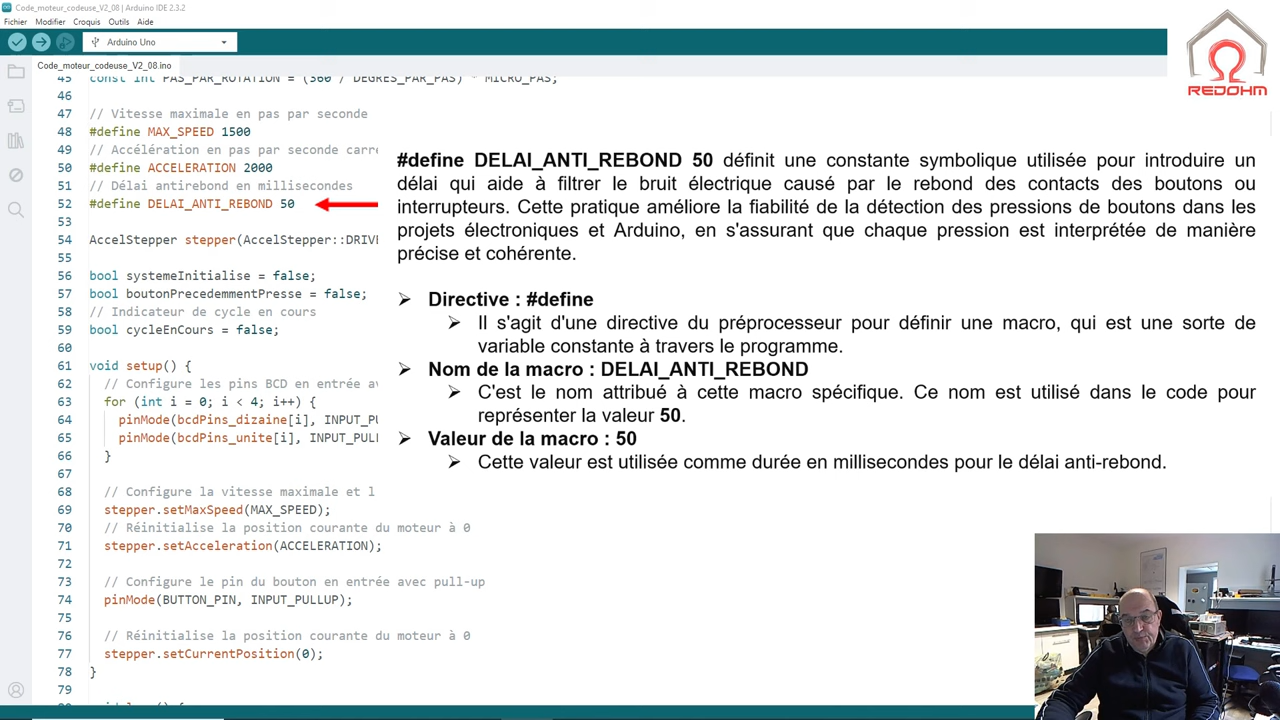 Code_moteur_codeuse_V2_08 | Arduino IDE 2.3.2
Fichier Modifier Croquis Outils Aide
Arduino Uno
Code_moteur_codeuse_V2_08.ino
REDOHM
45 const int PAS_PAR_ROTATION = (360 / DEGRES_PAR_PAS) * MICRO_PAS;
46
47 // Vitesse maximale en pas par seconde
48 #define MAX_SPEED 1500
49 // Accélération en pas par seconde carré
50 #define ACCELERATION 2000
51 // Délai antirebond en millisecondes
52 #define DELAI_ANTI_REBOND 50
53
54 AccelStepper stepper(AccelStepper::DRIVE
55
56 bool systemeInitialise = false;
57 bool boutonPrecedemmentPresse = false;
58 // Indicateur de cycle en cours
59 bool cycleEnCours = false;
60
61 void setup() {
62 // Configure les pins BCD en entrée av
63 for (int i = 0; i < 4; i++) {
64 pinMode(bcdPins_dizaine[i], INPUT_PU
65 pinMode(bcdPins_unite[i], INPUT_PULL
66 }
67
68 // Configure la vitesse maximale et l
69 stepper.setMaxSpeed(MAX_SPEED);
70 // Réinitialise la position courante du moteur à 0
71 stepper.setAcceleration(ACCELERATION);
72
73 // Configure le pin du bouton en entrée avec pull-up
74 pinMode(BUTTON_PIN, INPUT_PULLUP);
75
76 // Réinitialise la position courante du moteur à 0
77 stepper.setCurrentPosition(0);
78 }
79
#define DELAI_ANTI_REBOND 50 définit une constante symbolique utilisée pour introduire un
délai qui aide à filtrer le bruit électrique causé par le rebond des contacts des boutons ou
interrupteurs. Cette pratique améliore la fiabilité de la détection des pressions de boutons dans les
projets électroniques et Arduino, en s'assurant que chaque pression est interprétée de manière
précise et cohérente.
➢ Directive : #define
➢ Il s'agit d'une directive du préprocesseur pour définir une macro, qui est une sorte de
variable constante à travers le programme.
➢ Nom de la macro : DELAI_ANTI_REBOND
➢ C'est le nom attribué à cette macro spécifique. Ce nom est utilisé dans le code pour
représenter la valeur 50.
➢ Valeur de la macro : 50
➢ Cette valeur est utilisée comme durée en millisecondes pour le délai anti-rebond.